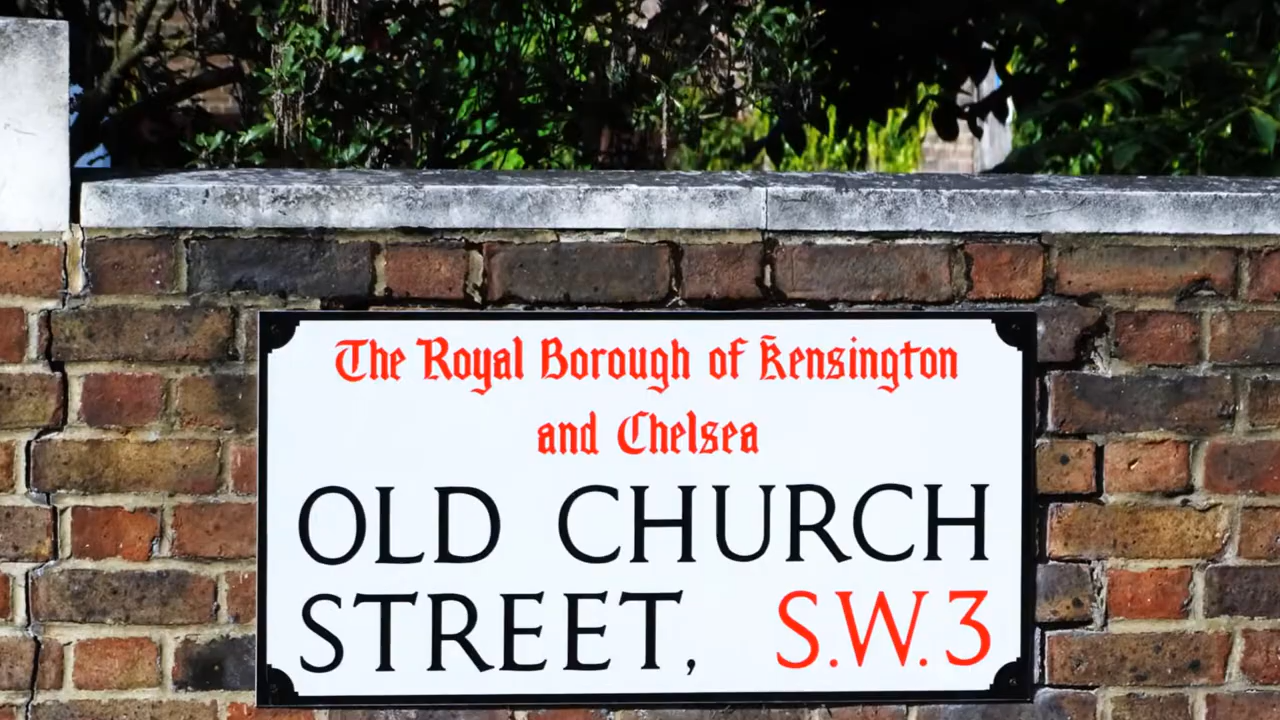 The Royal Borough of Kensington
and Chelsea
OLD CHURCH
STREET, S.W.3